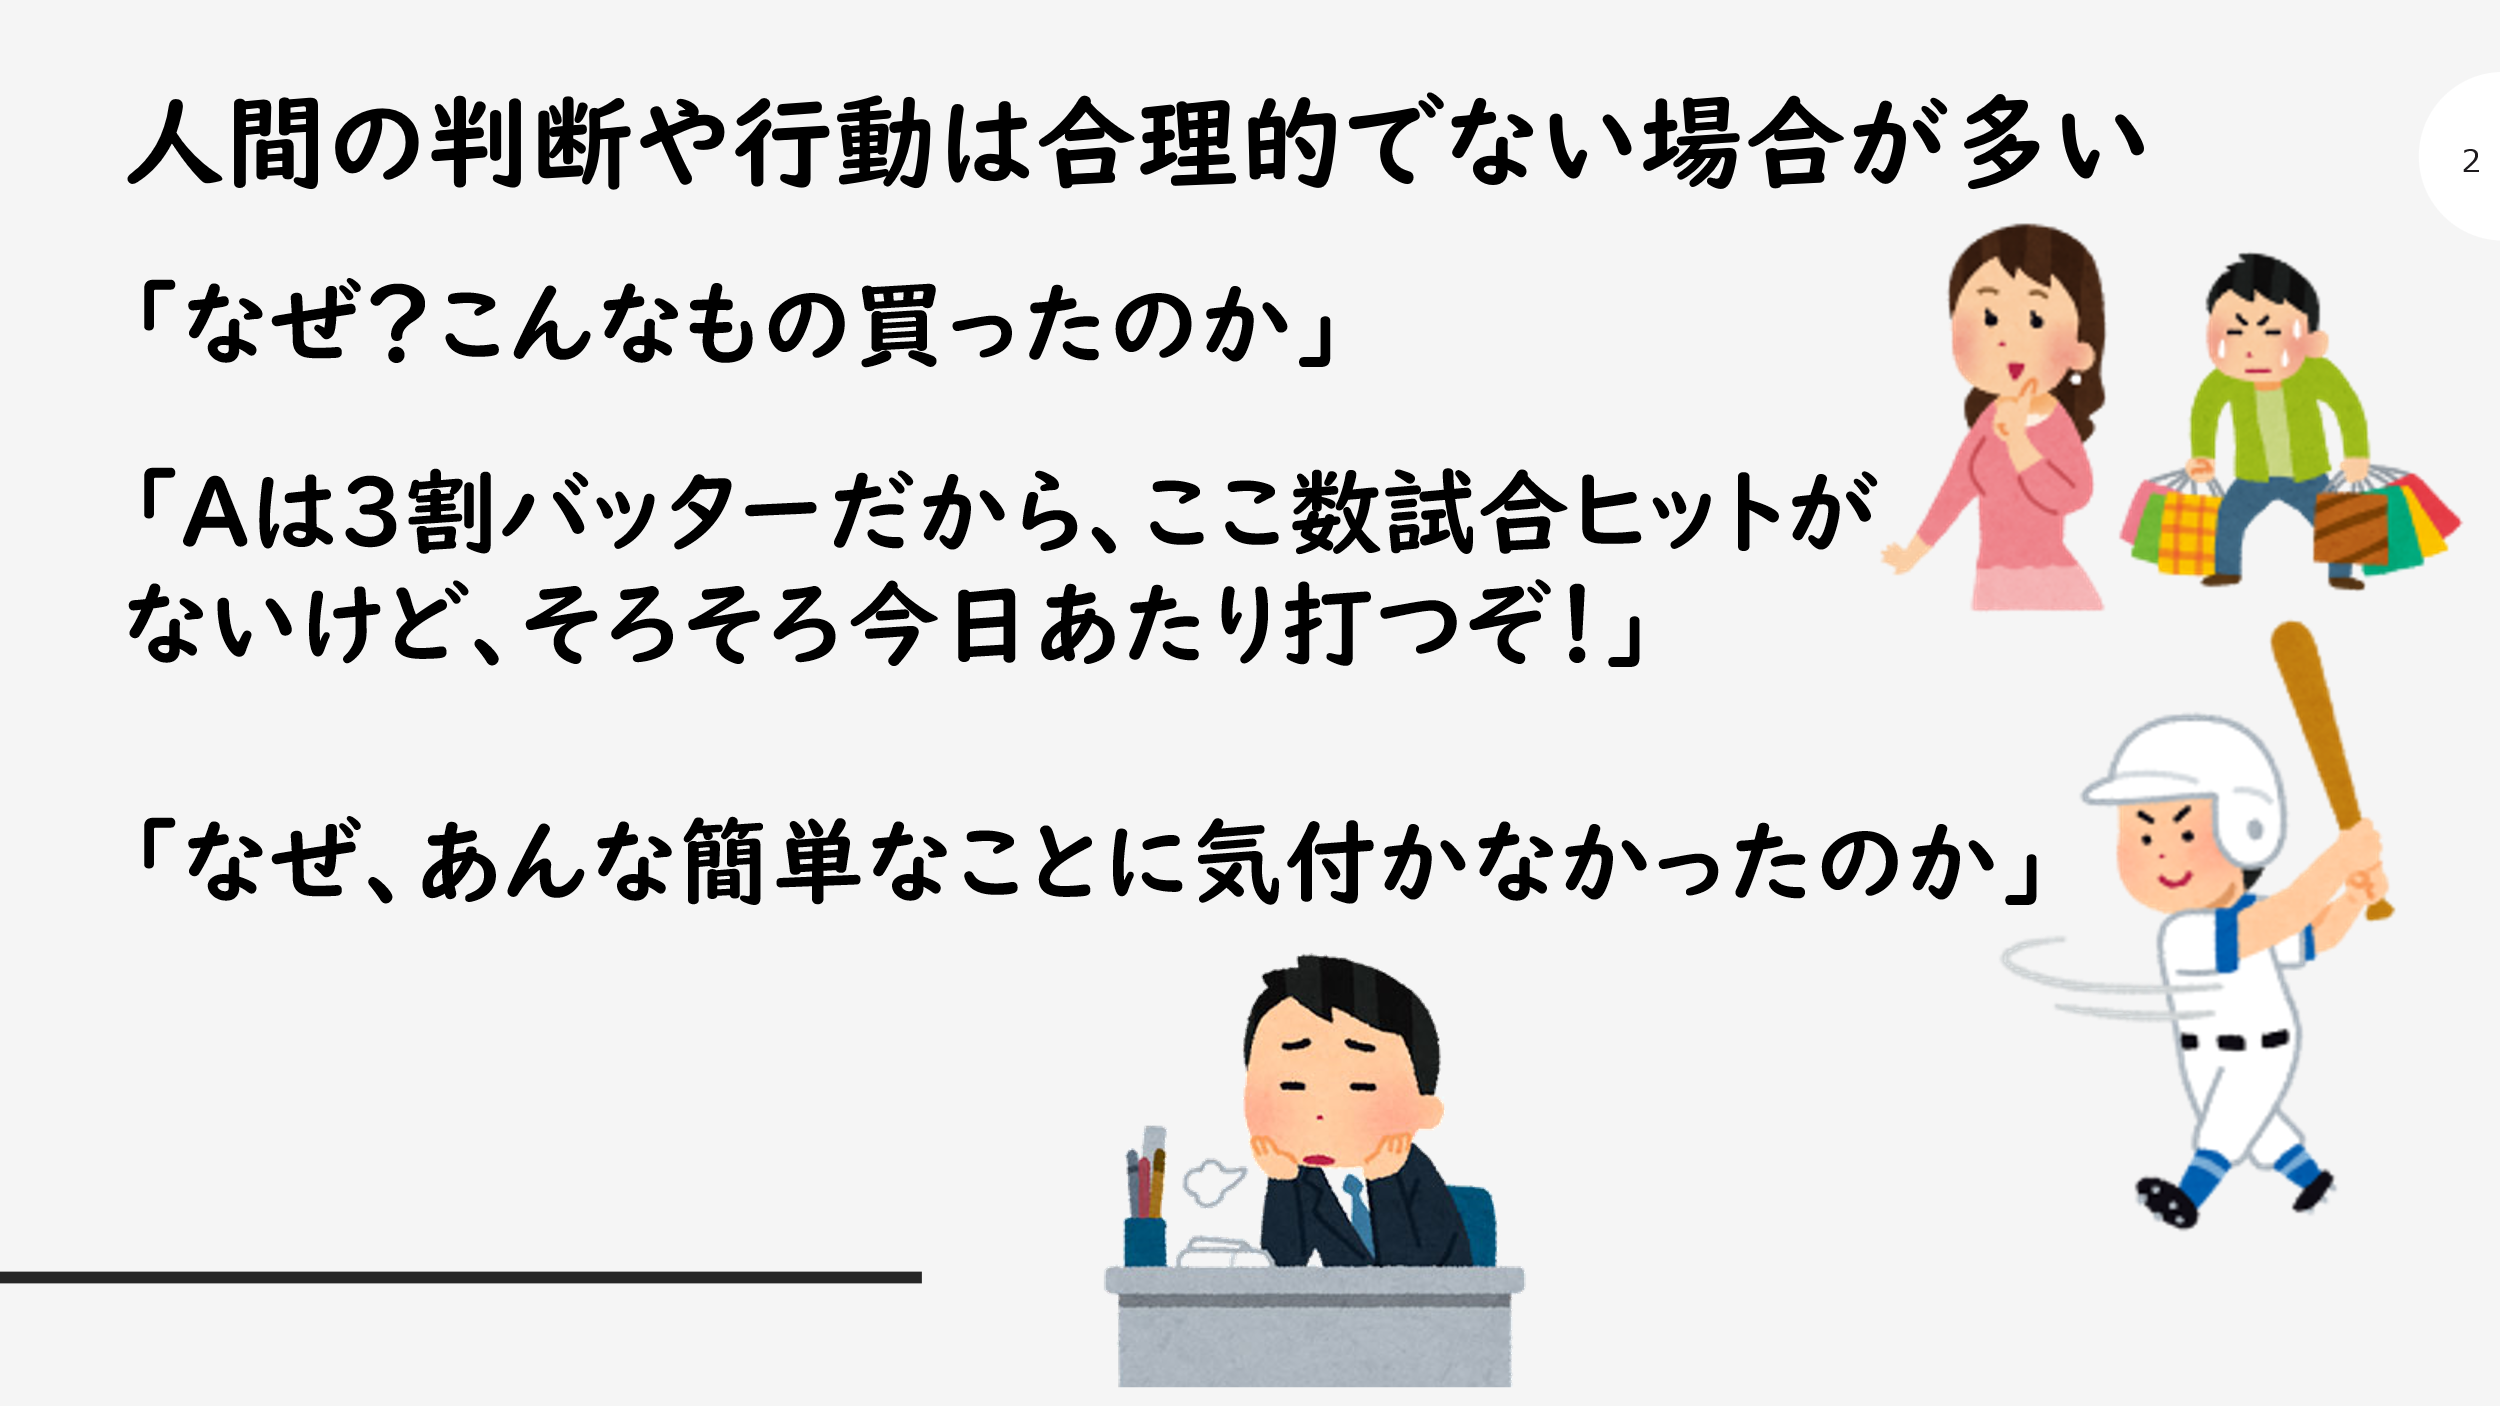 人間の判断や行動は合理的でない場合が多い
2
「なぜ?こんなもの買ったのか」
「Aは3割バッターだから、ここ数試合ヒットが
ないけど、そろそろ今日あたり打つぞ!」
「なぜ、あんな簡単なことに気付かなかったのか」